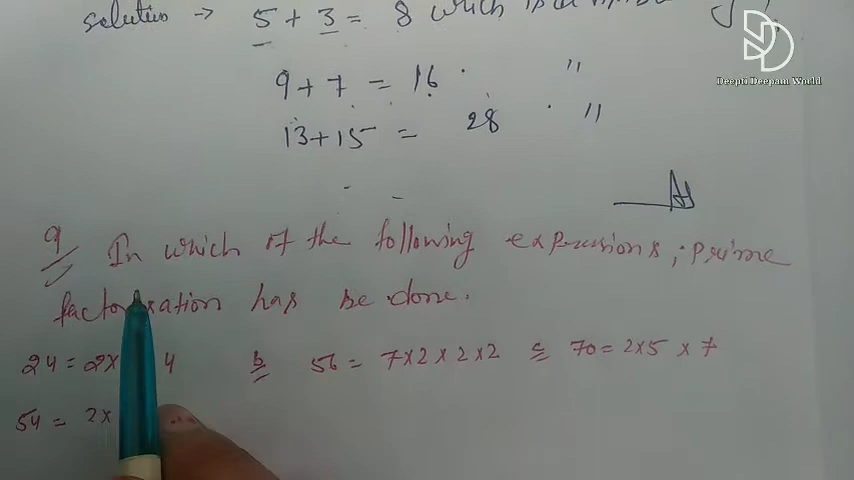 solution → 5 + 3 = 8 which is
Deepti Deepam World
9 + 7 = 16 . "
13 + 15 = 28 . "
9 In which of the following expressions, prime
factorisation has be done.
24 = 2× 4 b 56 = 7×2×2×2 c 70 = 2×5 × 7
54 = 2×